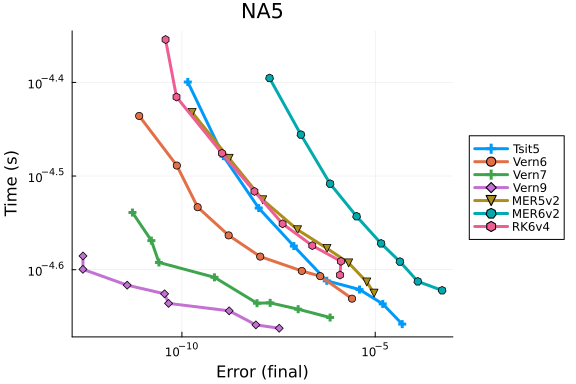 NA5
10^-4.4
10^-4.5
10^-4.6
Time (s)
10^-10
10^-5
Error (final)
Tsit5
Vern6
Vern7
Vern9
MER5v2
MER6v2
RK6v4